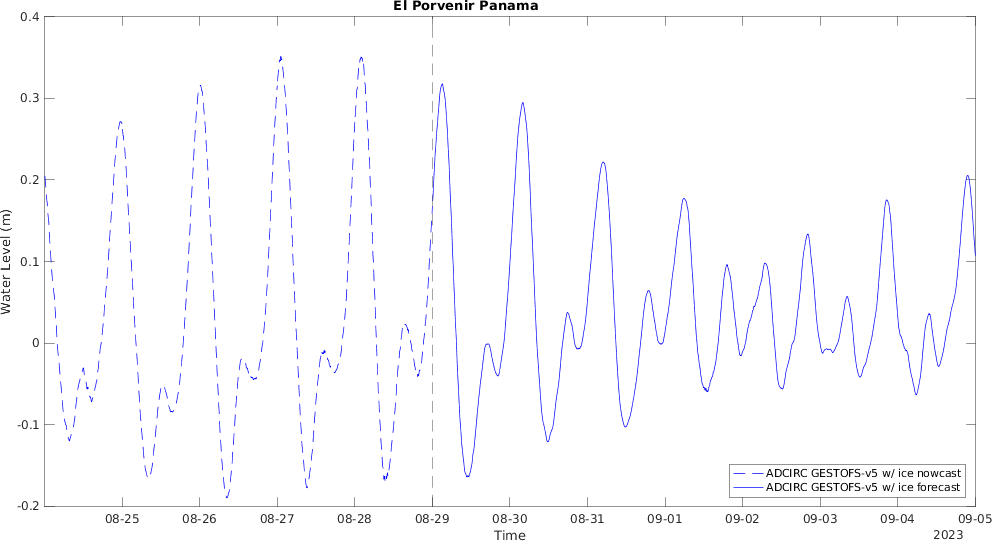 El Porvenir Panama
0.4
0.3
0.2
0.1
0
-0.1
-0.2
Water Level (m)
08-25 08-26 08-27 08-28 08-29 08-30 08-31 09-01 09-02 09-03 09-04 09-05
Time
2023
ADCIRC GESTOFS-v5 w/ ice nowcast
ADCIRC GESTOFS-v5 w/ ice forecast